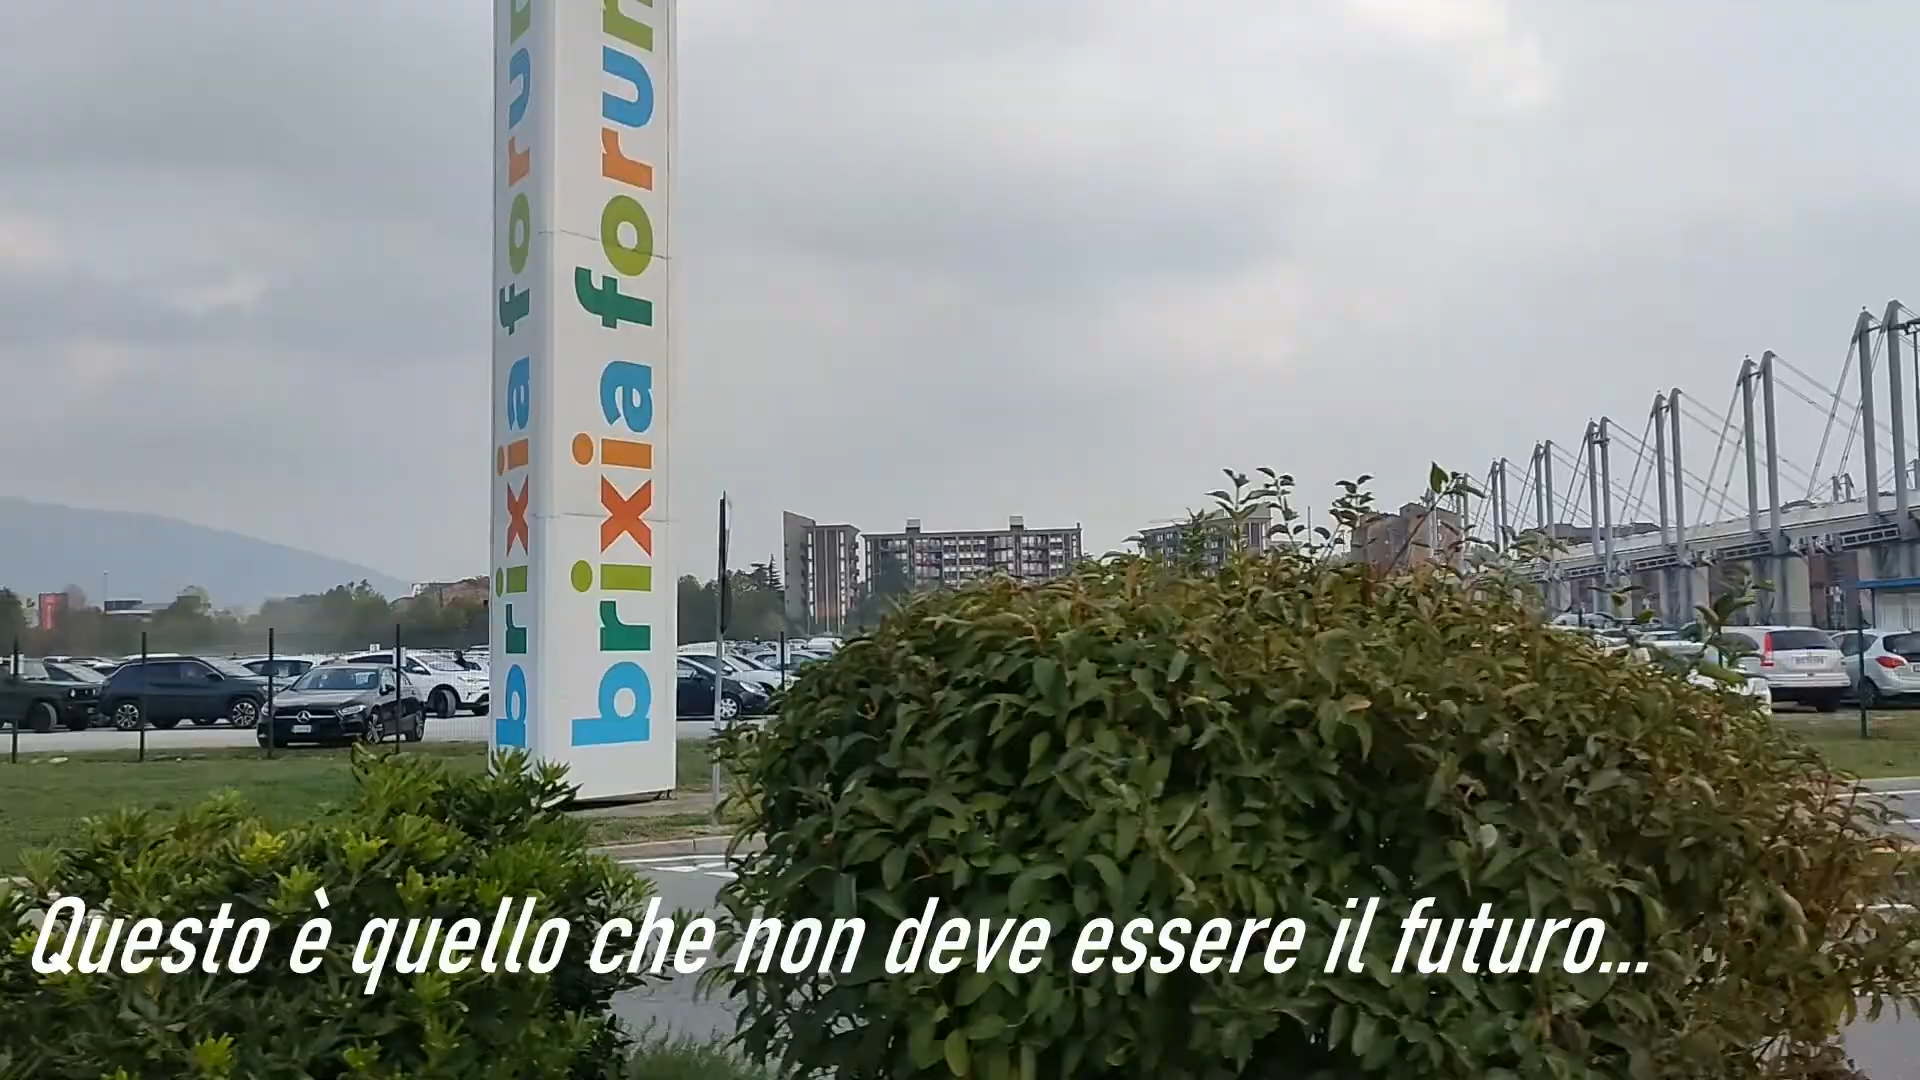 brixia forum
brixia forum
Questo è quello che non deve essere il futuro...